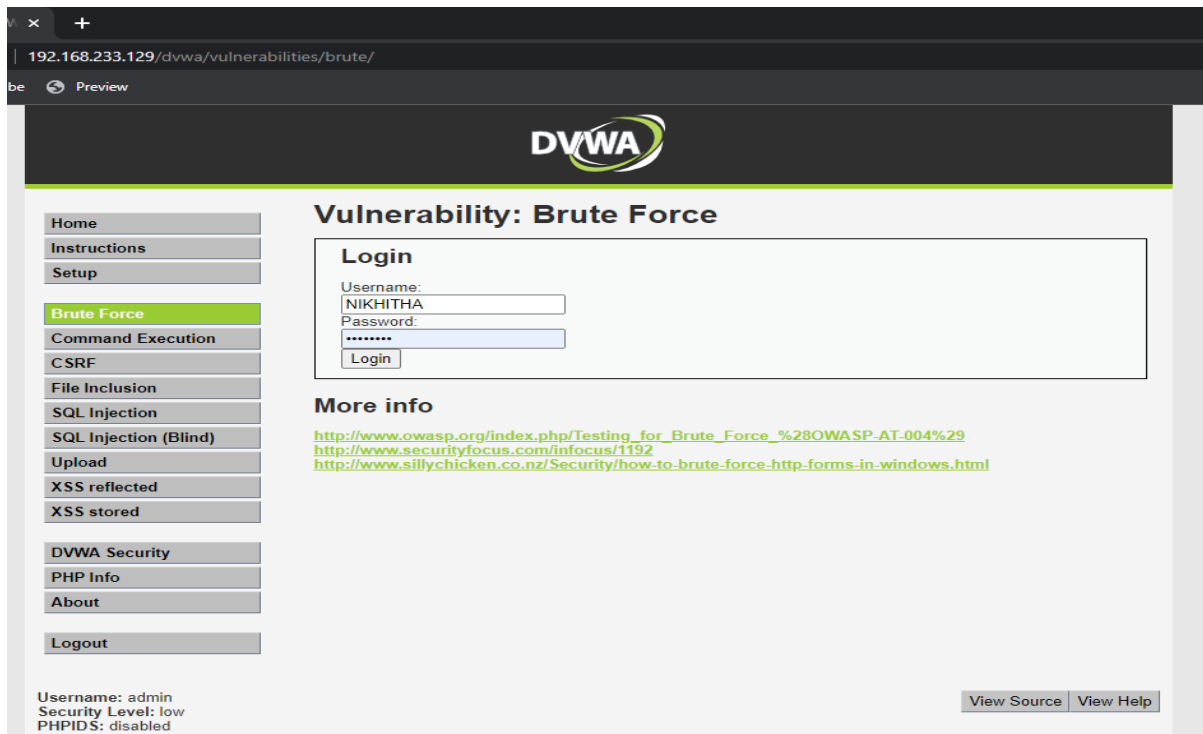 192.168.233.129/dvwa/vulnerabilities/brute/
be Preview
DVWA
Home
Instructions
Setup
Brute Force
Command Execution
CSRF
File Inclusion
SQL Injection
SQL Injection (Blind)
Upload
XSS reflected
XSS stored
DVWA Security
PHP Info
About
Logout
Vulnerability: Brute Force
Login
Username:
NIKHITHA
Password:
••••••••
Login
More info
http://www.owasp.org/index.php/Testing_for_Brute_Force_%28OWASP-AT-004%29
http://www.securityfocus.com/infocus/1192
http://www.sillychicken.co.nz/Security/how-to-brute-force-http-forms-in-windows.html
Username: admin
Security Level: low
PHPIDS: disabled
View Source View Help